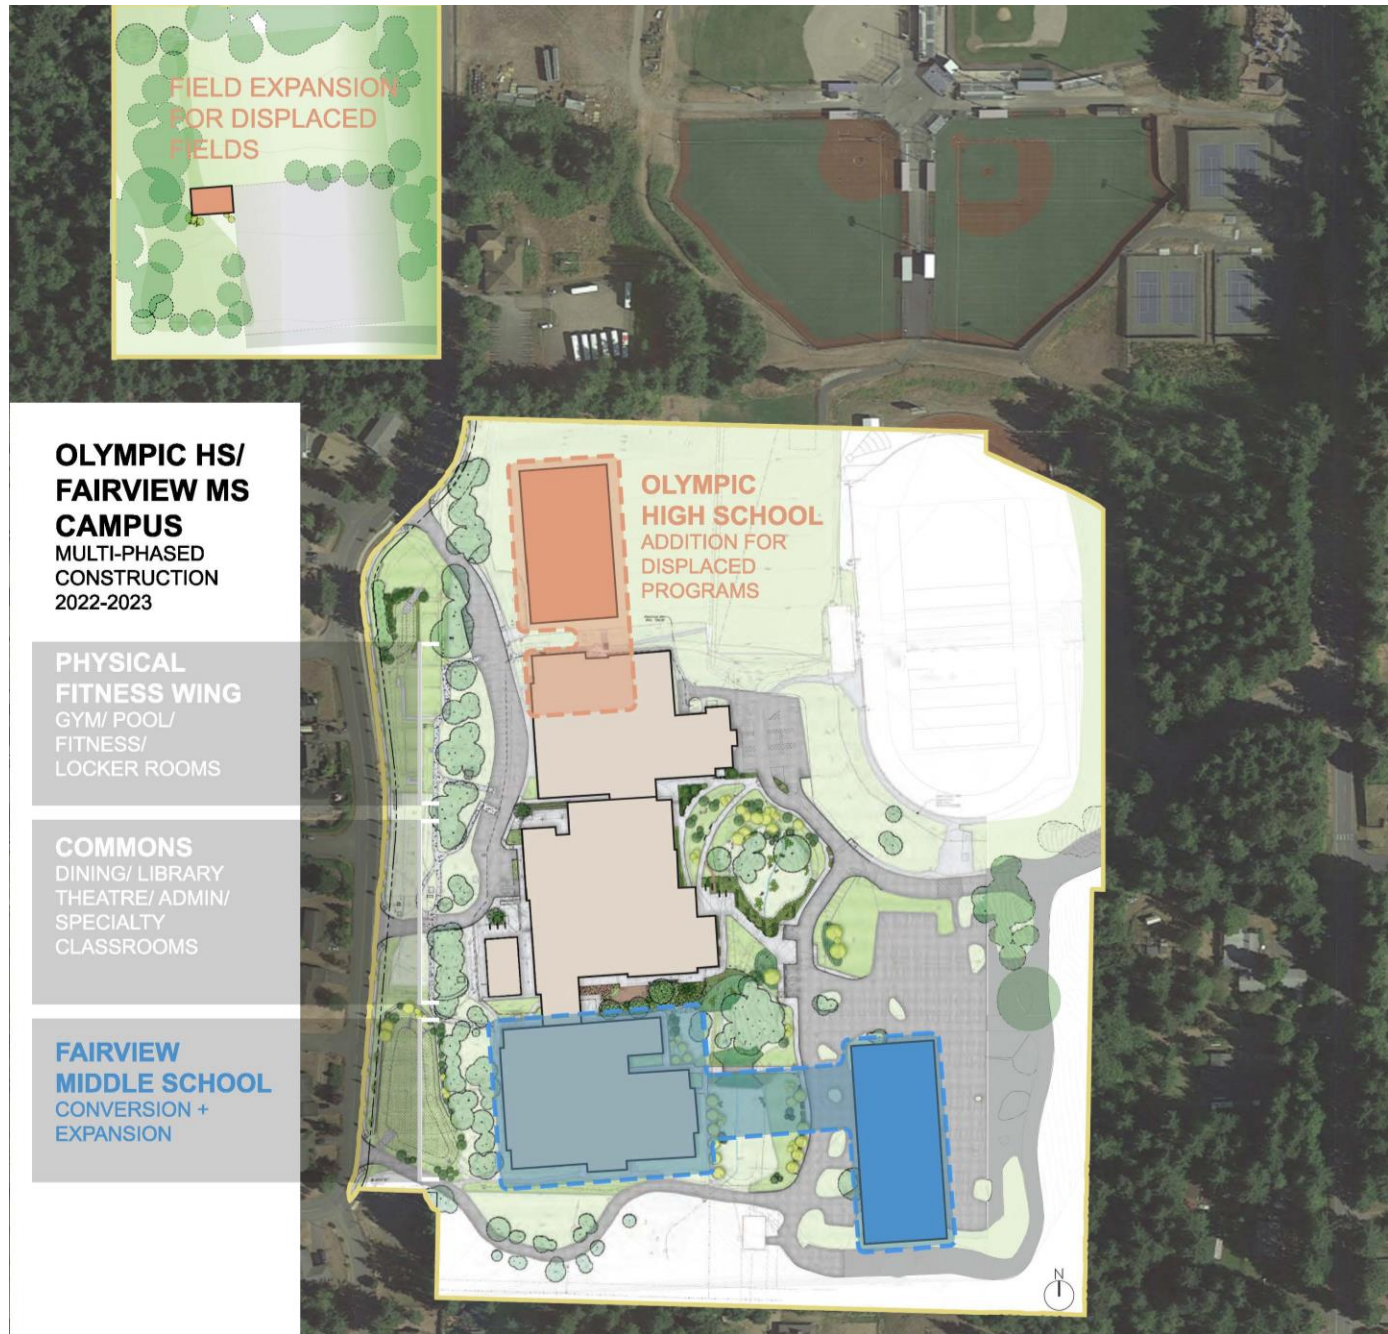 FIELD EXPANSION
FOR DISPLACED
FIELDS
OLYMPIC HS/
FAIRVIEW MS
CAMPUS
MULTI-PHASED
CONSTRUCTION
2022-2023
OLYMPIC
HIGH SCHOOL
ADDITION FOR
DISPLACED
PROGRAMS
PHYSICAL
FITNESS WING
GYM/ POOL/
FITNESS/
LOCKER ROOMS
COMMONS
DINING/ LIBRARY
THEATRE/ ADMIN/
SPECIALTY
CLASSROOMS
FAIRVIEW
MIDDLE SCHOOL
CONVERSION +
EXPANSION
N